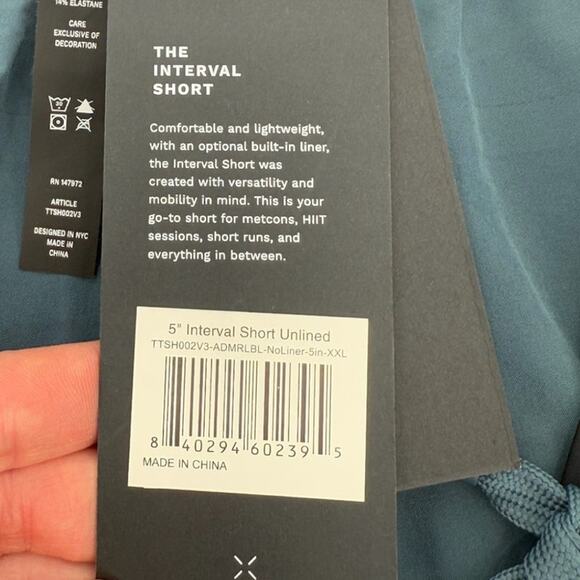 14% ELASTANE
CARE
EXCLUSIVE OF
DECORATION
30°
RN 147972
ARTICLE
TTSH002V3
DESIGNED IN NYC
MADE IN
CHINA
THE
INTERVAL
SHORT
Comfortable and lightweight,
with an optional built-in liner,
the Interval Short was
created with versatility and
mobility in mind. This is your
go-to short for metcons, HIIT
sessions, short runs, and
everything in between.
5" Interval Short Unlined
TTSH002V3-ADMRLBL-NoLiner-5in-XXL
8 40294 60239 5
MADE IN CHINA